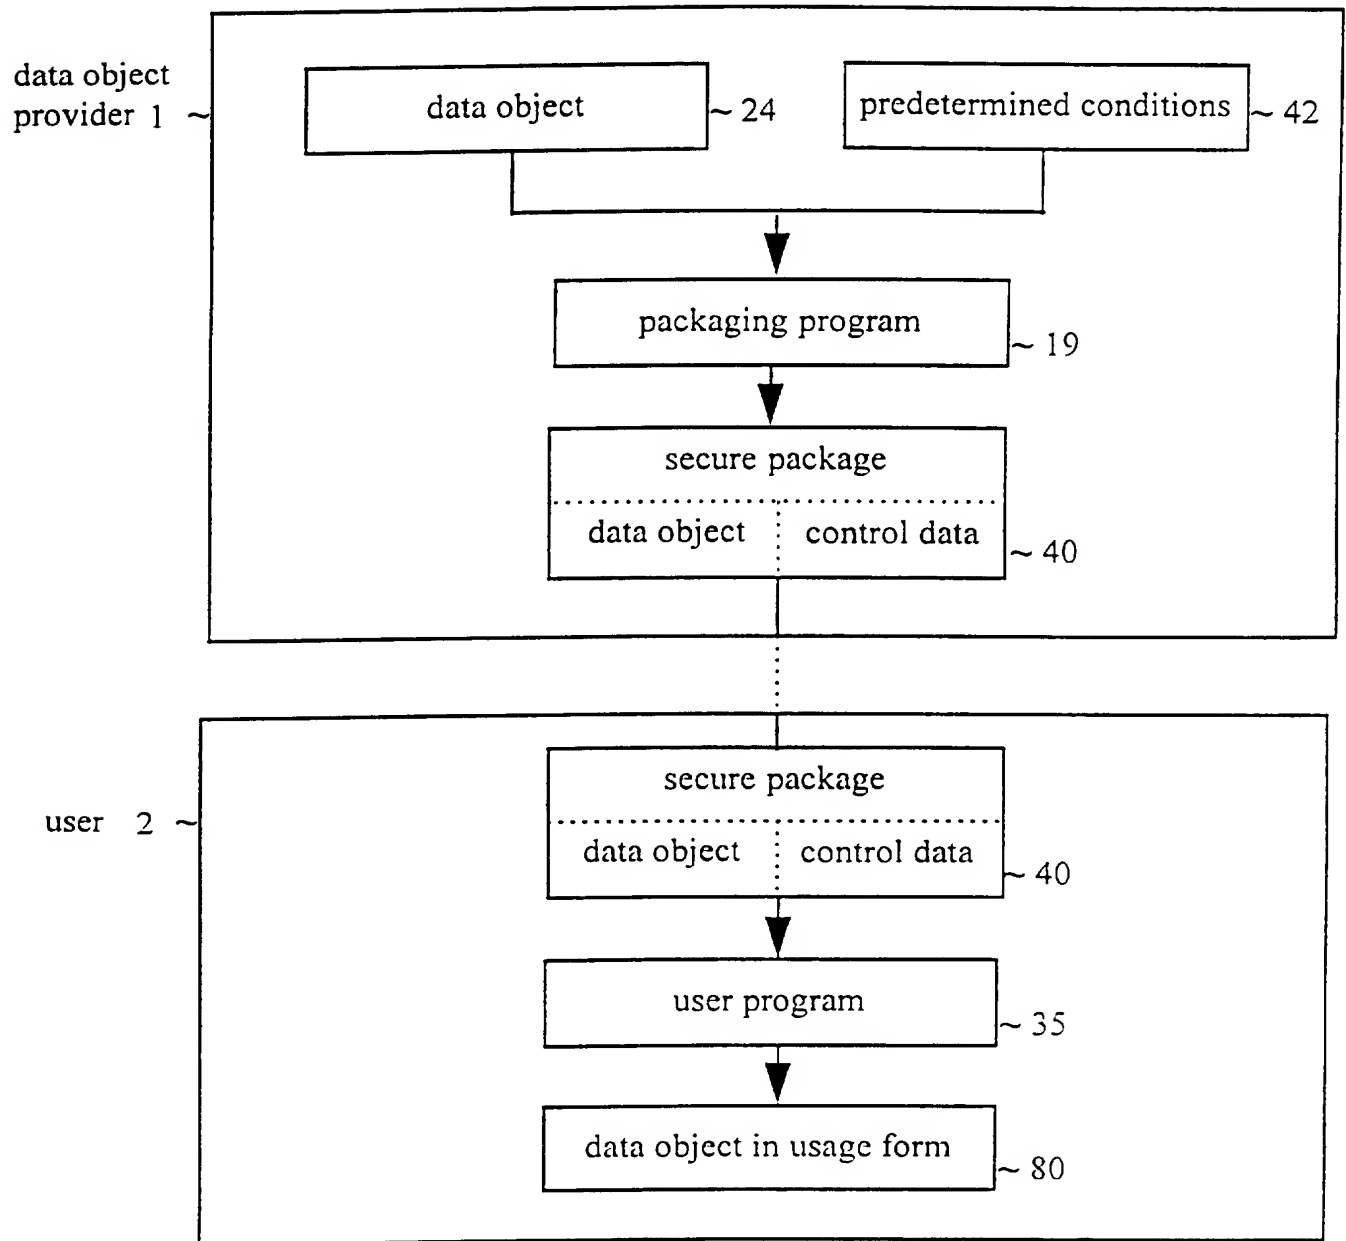 data object
provider 1 ~
data object
~ 24
predetermined conditions
~ 42
packaging program
~ 19
secure package
data object
control data
~ 40
user 2 ~
secure package
data object
control data
~ 40
user program
~ 35
data object in usage form
~ 80